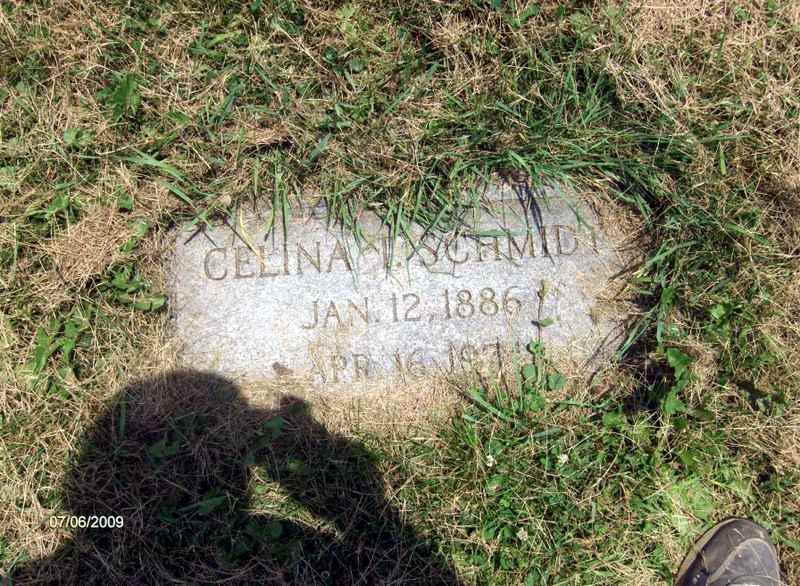 CELINA T. SCHMIDT
JAN. 12, 1886
APR. 16,
07/06/2009